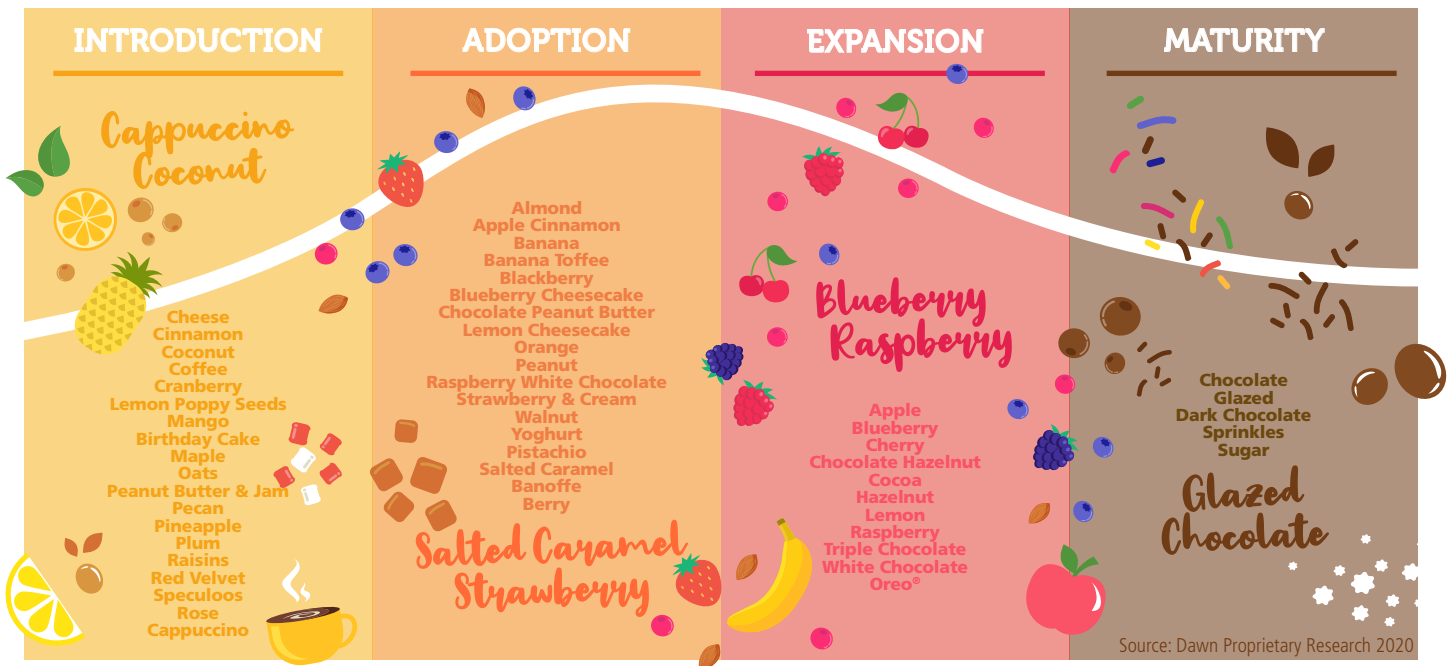 INTRODUCTION
Cappuccino
Coconut
Cheese
Cinnamon
Coconut
Coffee
Cranberry
Lemon Poppy Seeds
Mango
Birthday Cake
Maple
Oats
Peanut Butter & Jam
Pecan
Pineapple
Plum
Raisins
Red Velvet
Speculoos
Rose
Cappuccino
ADOPTION
Almond
Apple Cinnamon
Banana
Banana Toffee
Blackberry
Blueberry Cheesecake
Chocolate Peanut Butter
Lemon Cheesecake
Orange
Peanut
Raspberry White Chocolate
Strawberry & Cream
Walnut
Yoghurt
Pistachio
Salted Caramel
Banoffe
Berry
Salted Caramel
Strawberry
EXPANSION
Blueberry
Raspberry
Apple
Blueberry
Cherry
Chocolate Hazelnut
Cocoa
Hazelnut
Lemon
Raspberry
Triple Chocolate
White Chocolate
Oreo®
MATURITY
Chocolate
Glazed
Dark Chocolate
Sprinkles
Sugar
Glazed
Chocolate
Source: Dawn Proprietary Research 2020